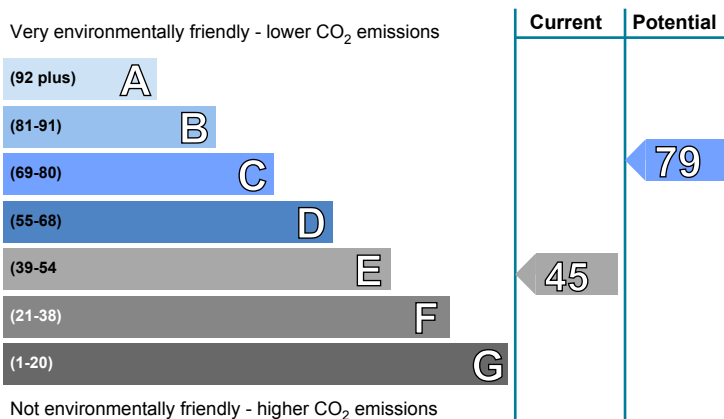 Current Potential
Very environmentally friendly - lower CO2 emissions
(92 plus) A
(81-91) B
(69-80) C 79
(55-68) D
(39-54 E 45
(21-38) F
(1-20) G
Not environmentally friendly - higher CO2 emissions